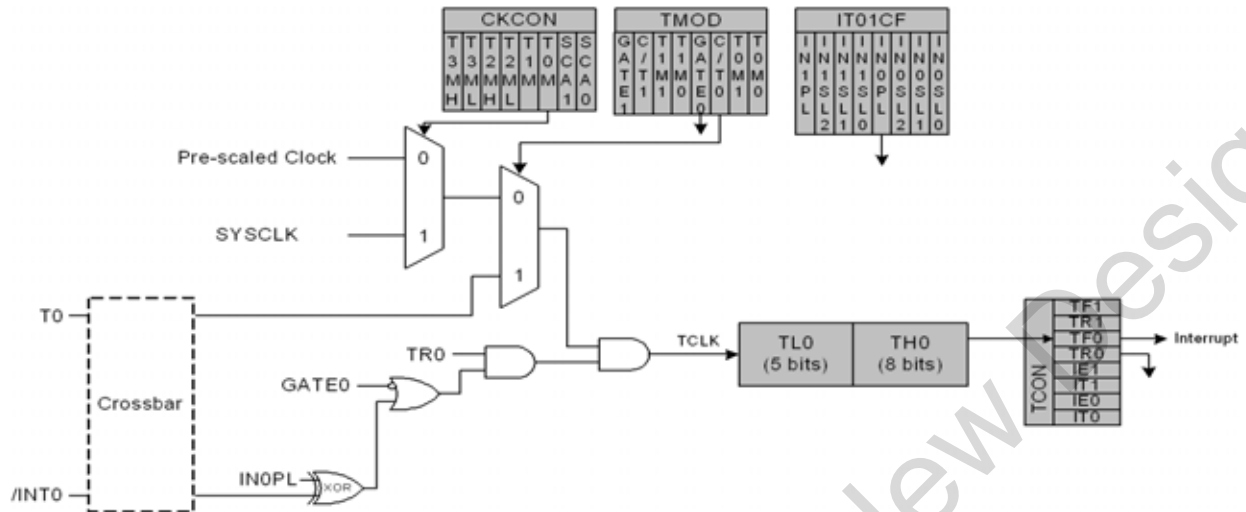 CKCON
T3MH T3ML T2MH T2ML T1M T0M SCA1 SCA0
TMOD
GATE1 C/T1 T1M1 T1M0 GATE0 C/T0 T0M1 T0M0
IT01CF
IN1PL IN1SL2 IN1SL1 IN1SL0 IN0PL IN0SL2 IN0SL1 IN0SL0
Pre-scaled Clock
0
SYSCLK
1
0
1
T0
Crossbar
TR0
GATE0
IN0PL
XOR
/INT0
TCLK
TL0
(5 bits)
TH0
(8 bits)
TCON
TF1
TR1
TF0
TR0
IE1
IT1
IE0
IT0
Interrupt